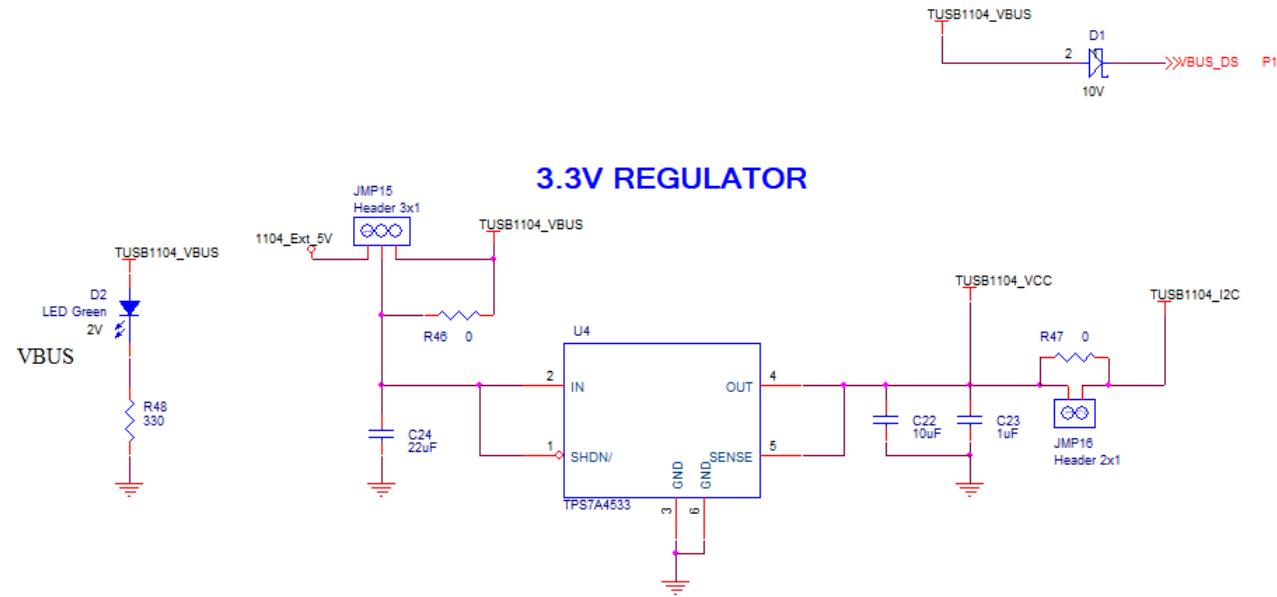 TUSB1104_VBUS
D1
2
VBUS_DS P1
10V
3.3V REGULATOR
JMP15
Header 3x1
1104_Ext_5V
TUSB1104_VBUS
TUSB1104_VBUS
D2
LED Green
2V
VBUS
R48
330
R46 0
C24
22uF
U4
2
IN
1
SHDN/
OUT
4
SENSE
5
GND
GND
3
6
TPS7A4533
TUSB1104_VCC
TUSB1104_I2C
R47 0
C22
10uF
C23
1uF
JMP16
Header 2x1